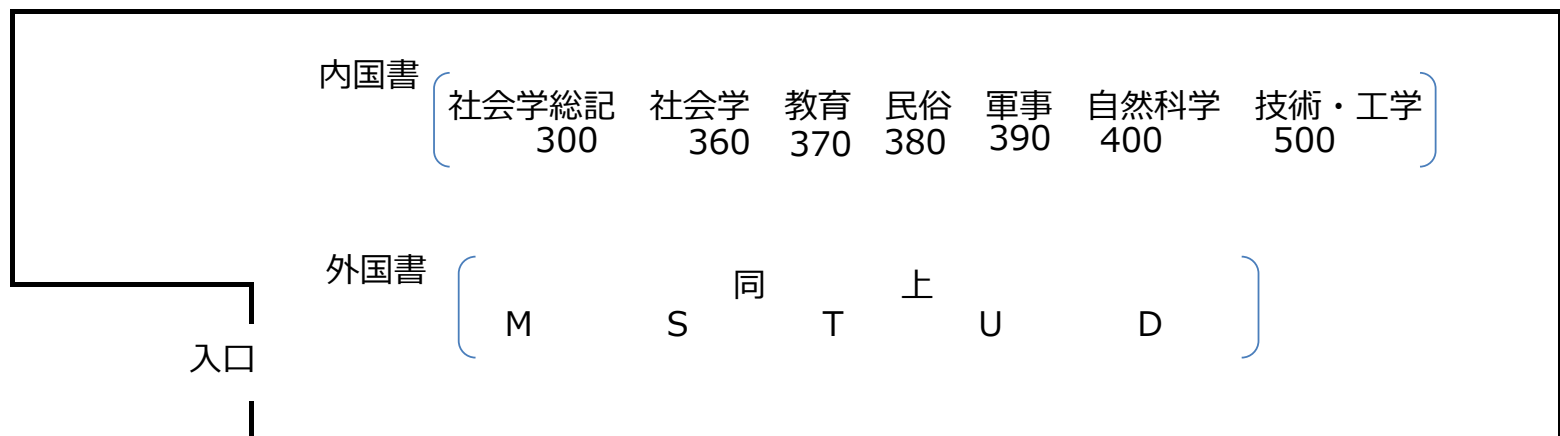 内国書
社会学総記 社会学 教育 民俗 軍事 自然科学 技術・工学
300 360 370 380 390 400 500
外国書
同 上
M S T U D
入口